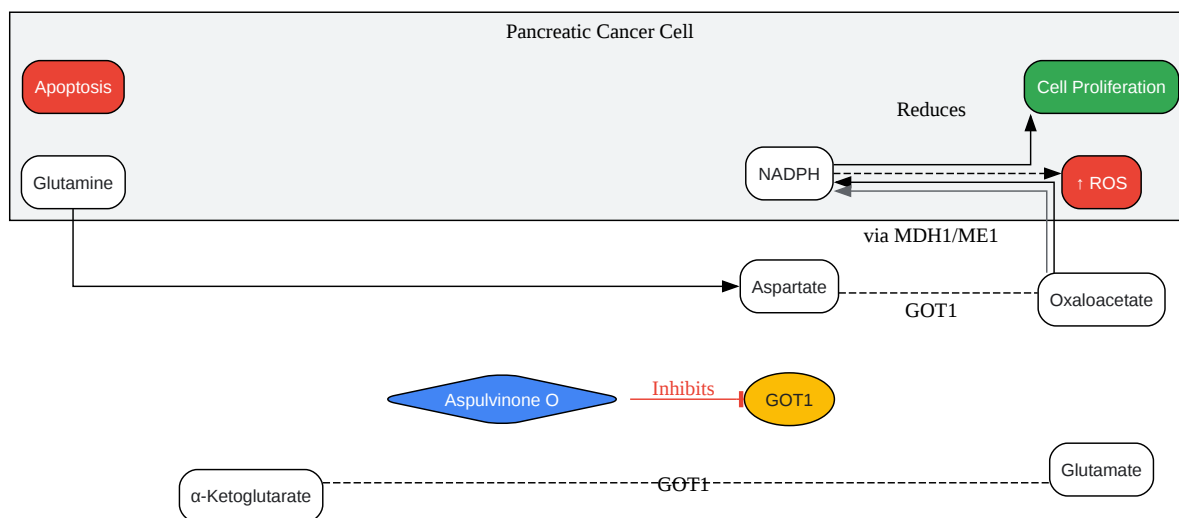 Pancreatic Cancer Cell
Apoptosis
Cell Proliferation
Reduces
Glutamine
NADPH
↑ ROS
via MDH1/ME1
Aspartate
Oxaloacetate
GOT1
Aspulvinone O
Inhibits
GOT1
Glutamate
α-Ketoglutarate
GOT1